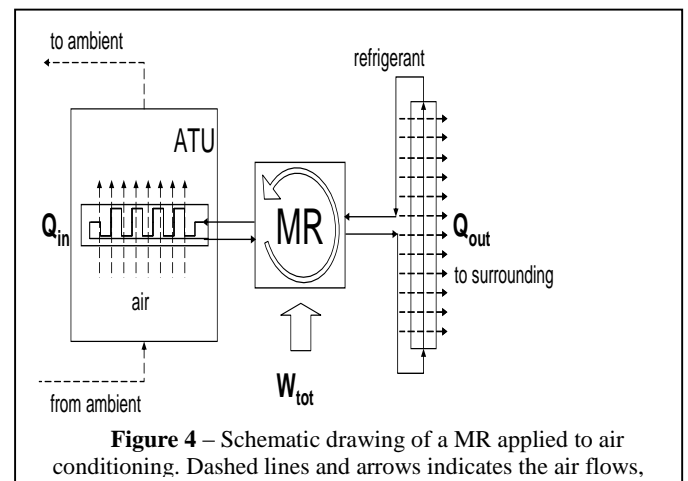 to ambient
refrigerant
ATU
Q_in
MR
Q_out
air
to surrounding
W_tot
from ambient
Figure 4 – Schematic drawing of a MR applied to air
conditioning. Dashed lines and arrows indicates the air flows,